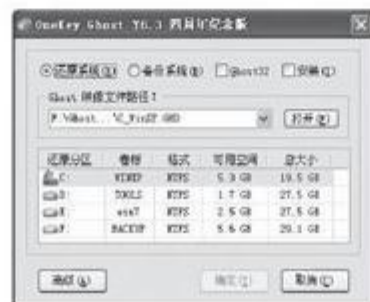 OneKey Ghost Y6.3 四周年纪念版
还原系统(R) 备份系统(B) Ghost32 安装(I)
Ghost 映像文件路径:
打开(P)
还原分区 卷标 格式 可用空间 总大小
C: WINXP NTFS 5.3 GB 19.5 GB
D: TOOLS NTFS 1.7 GB 27.5 GB
E: win7 NTFS 2.5 GB 27.5 GB
F: BACKUP NTFS 5.6 GB 29.1 GB
高级(A) 确定(Y) 取消(C)